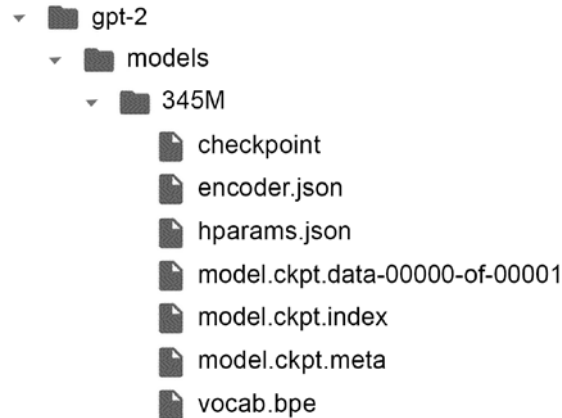 gpt-2
models
345M
checkpoint
encoder.json
hparams.json
model.ckpt.data-00000-of-00001
model.ckpt.index
model.ckpt.meta
vocab.bpe